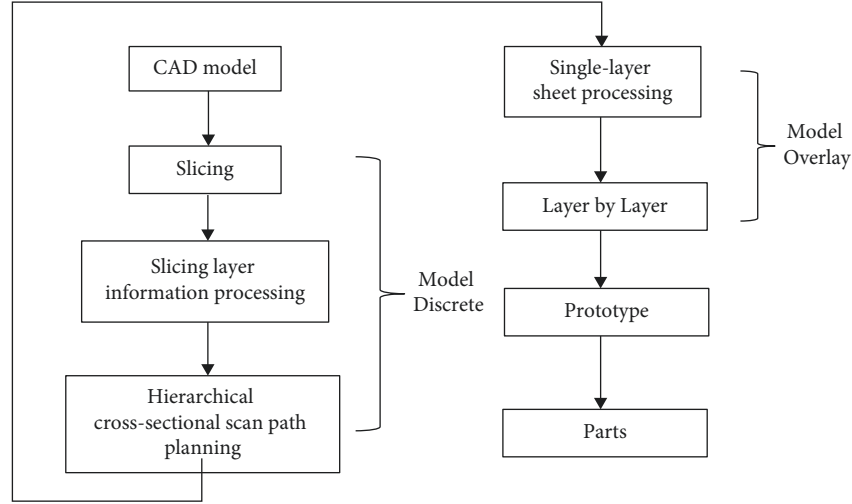 CAD model
Slicing
Slicing layer
information processing
Hierarchical
cross-sectional scan path
planning
Model
Discrete
Single-layer
sheet processing
Layer by Layer
Model
Overlay
Prototype
Parts